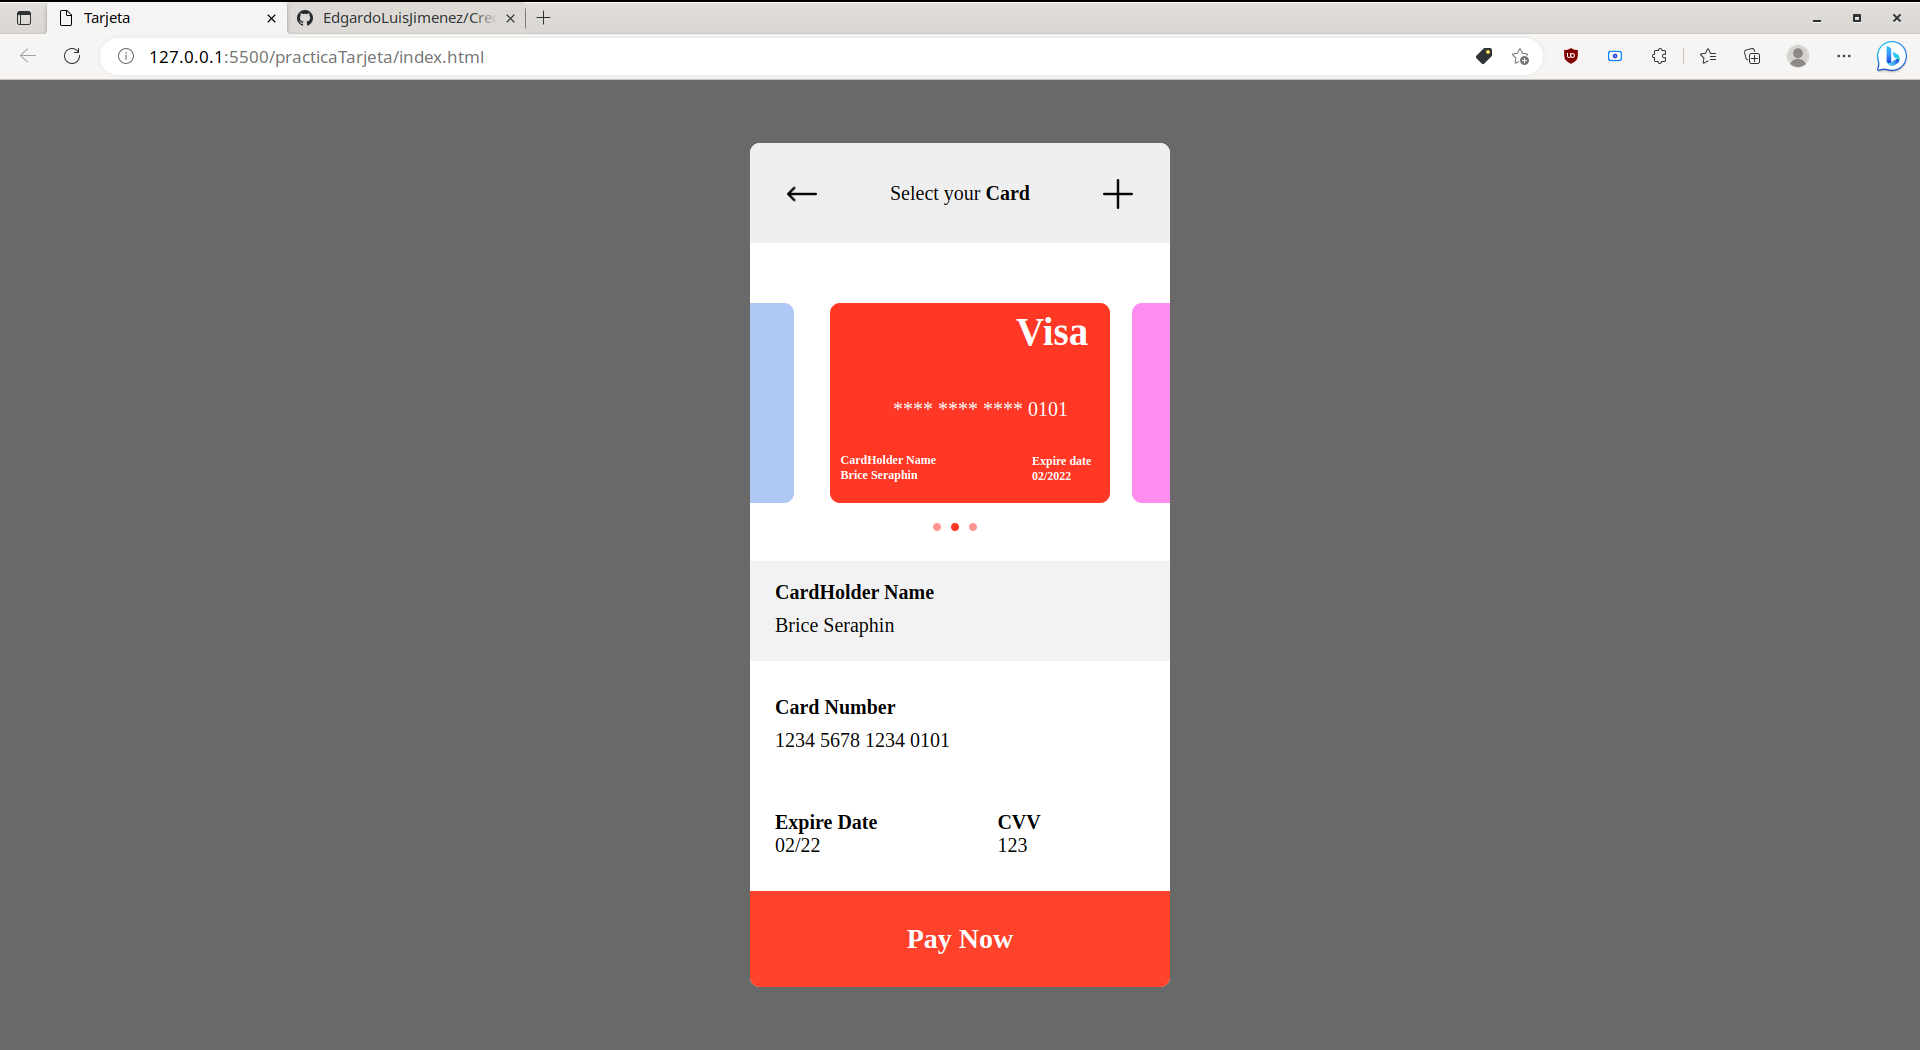 Tarjeta
EdgardoLuisJimenez/Cre
127.0.0.1:5500/practicaTarjeta/index.html
Select your Card
Visa
**** **** **** 0101
CardHolder Name
Brice Seraphin
Expire date
02/2022
CardHolder Name
Brice Seraphin
Card Number
1234 5678 1234 0101
Expire Date
02/22
CVV
123
Pay Now